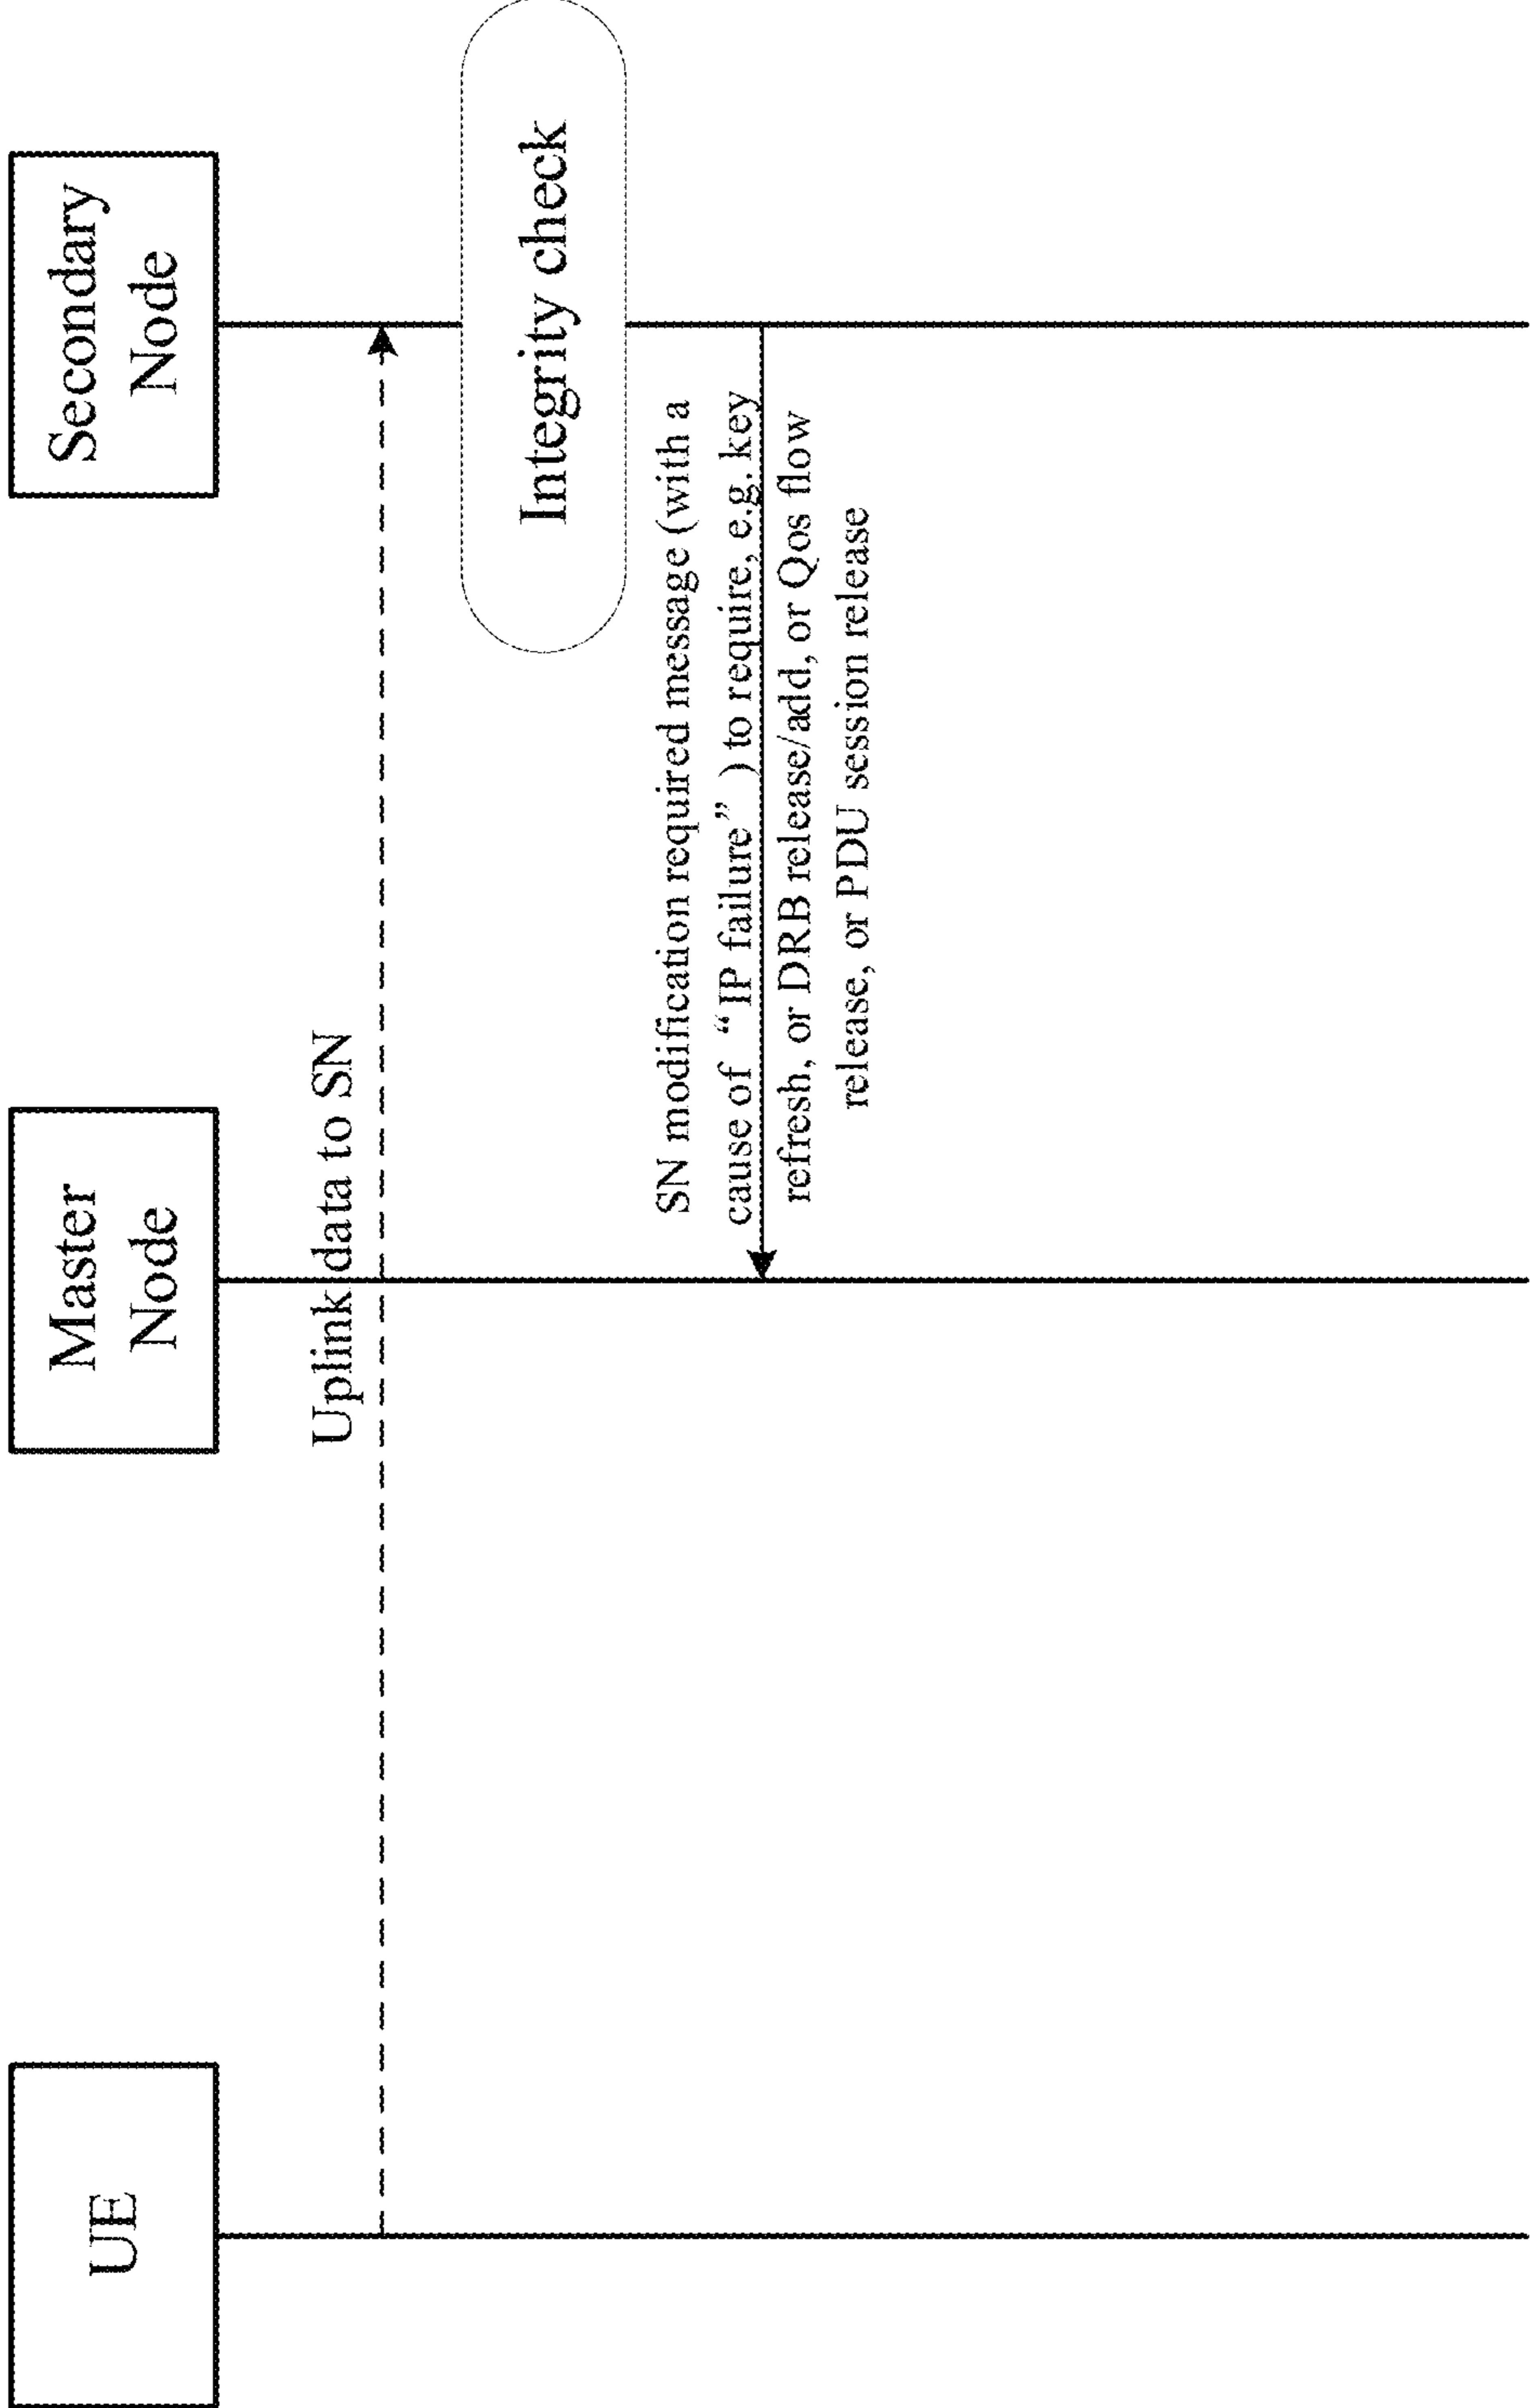 UE
Master
Node
Secondary
Node
Uplink data to SN
Integrity check
SN modification required message (with a
cause of “IP failure” ) to require, e.g. key
refresh, or DRB release/add, or Qos flow
release, or PDU session release